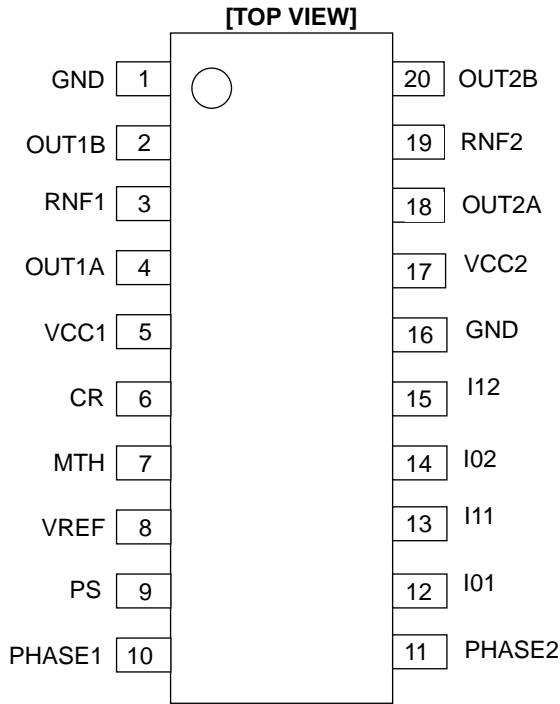 [TOP VIEW]
GND 1 20 OUT2B
OUT1B 2 19 RNF2
RNF1 3 18 OUT2A
OUT1A 4 17 VCC2
VCC1 5 16 GND
CR 6 15 I12
MTH 7 14 I02
VREF 8 13 I11
PS 9 12 I01
PHASE1 10 11 PHASE2